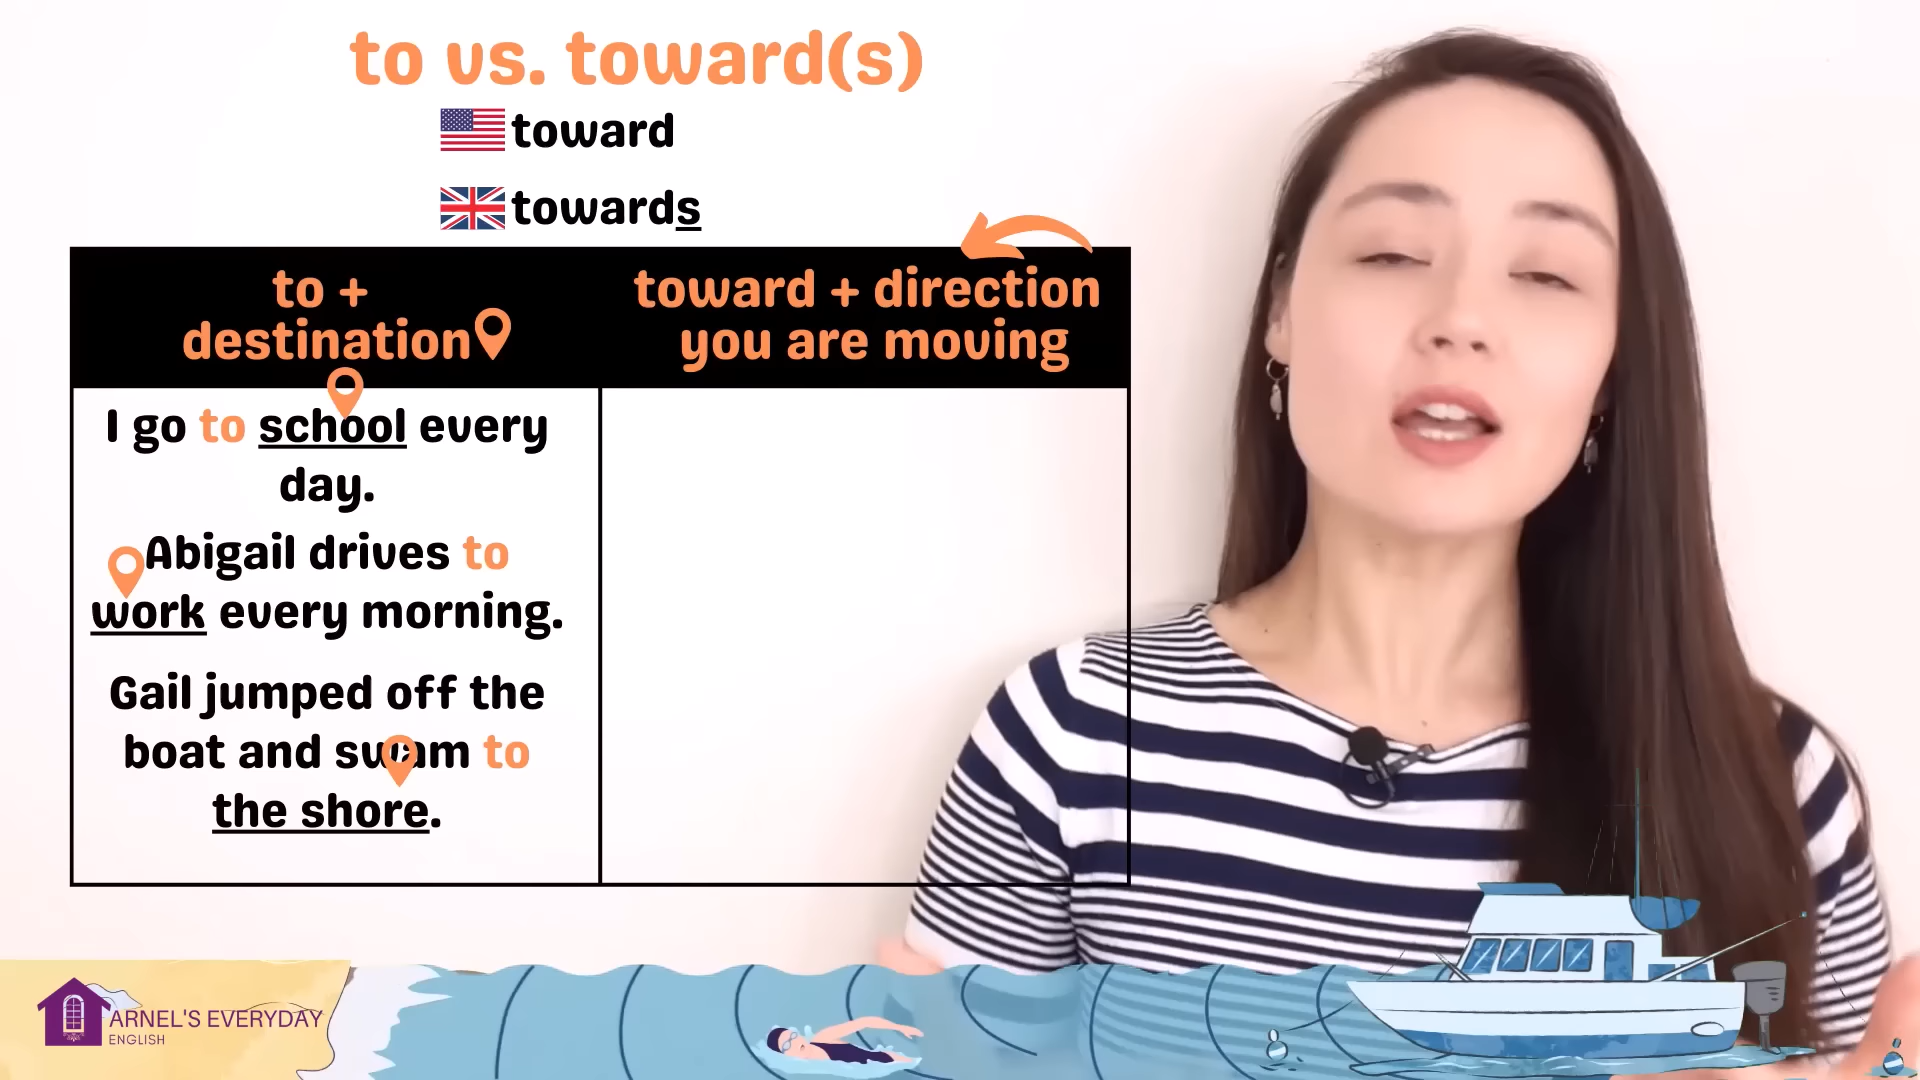 to vs. toward(s)
toward
towards
to +
destination
toward + direction
you are moving
I go to school every
day.
Abigail drives to
work every morning.
Gail jumped off the
boat and swam to
the shore.
ARNEL'S EVERYDAY
ENGLISH